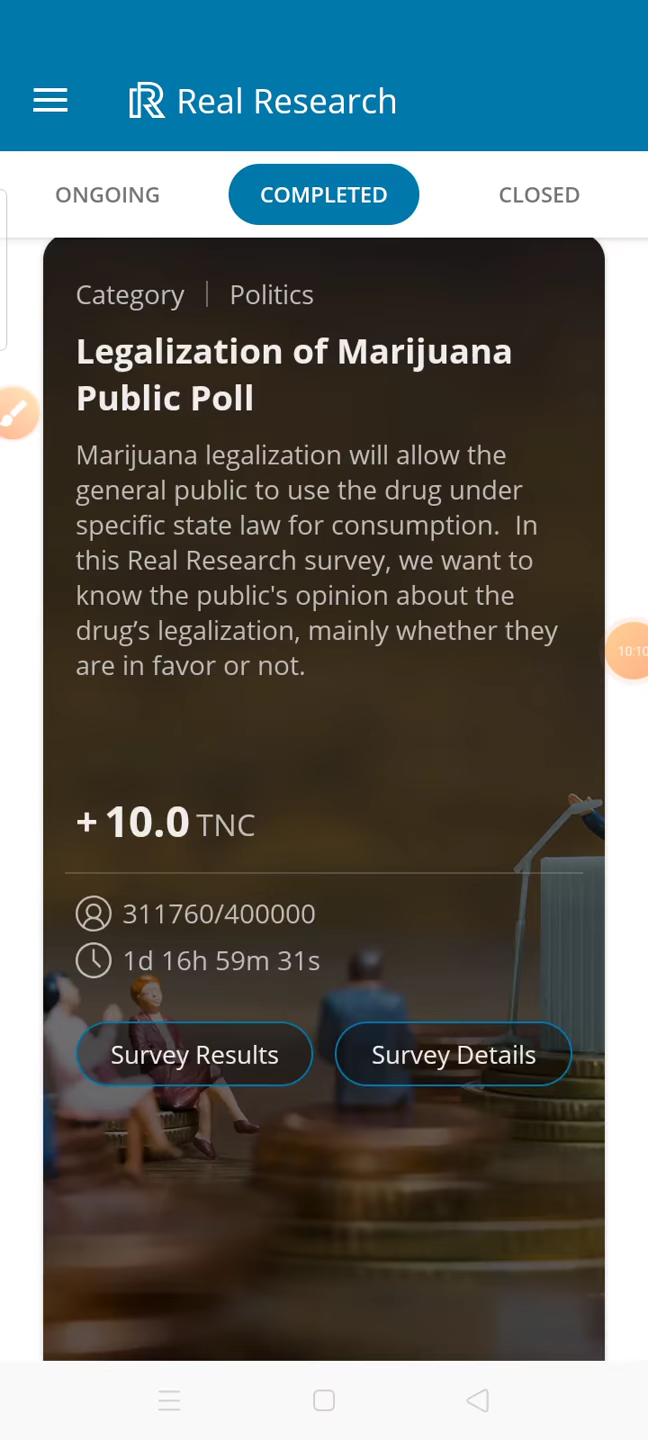 Real Research
ONGOING
COMPLETED
CLOSED
Category | Politics
Legalization of Marijuana
Public Poll
Marijuana legalization will allow the
general public to use the drug under
specific state law for consumption.  In
this Real Research survey, we want to
know the public's opinion about the
drug’s legalization, mainly whether they
are in favor or not.
10:10
+ 10.0 TNC
311760/400000
1d 16h 59m 31s
Survey Results
Survey Details